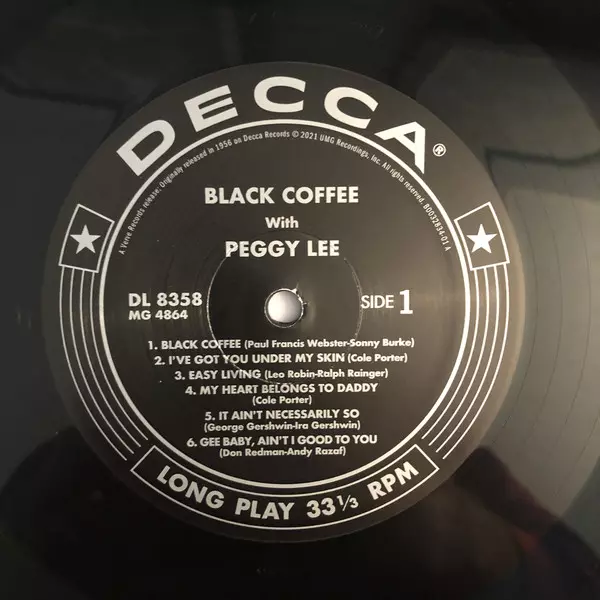 DECCA®
A Verve Records release; Originally released in 1956 on Decca Records © 2021 UMG Recordings, Inc. All rights reserved. B0032834-01 A
BLACK COFFEE
With
PEGGY LEE
DL 8358
MG 4864
SIDE 1
1. BLACK COFFEE (Paul Francis Webster-Sonny Burke)
2. I'VE GOT YOU UNDER MY SKIN (Cole Porter)
3. EASY LIVING (Leo Robin-Ralph Rainger)
4. MY HEART BELONGS TO DADDY
(Cole Porter)
5. IT AIN'T NECESSARILY SO
(George Gershwin-Ira Gershwin)
6. GEE BABY, AIN'T I GOOD TO YOU
(Don Redman-Andy Razaf)
LONG PLAY 33 1/3 RPM